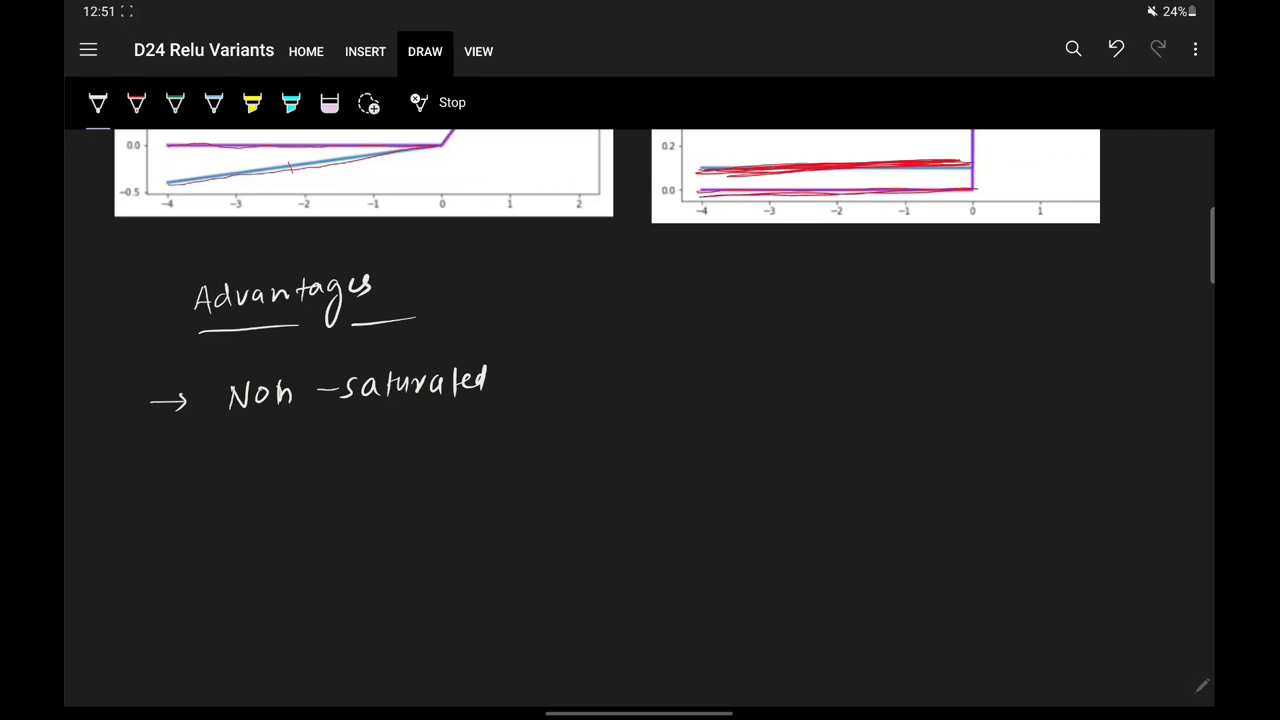 12:51 24%
D24 Relu Variants HOME INSERT DRAW VIEW
Stop
0.0
-0.5
-4 -3 -2 -1 0 1 2
0.2
0.0
-4 -3 -2 -1 0 1
Advantages
→ Non - saturated